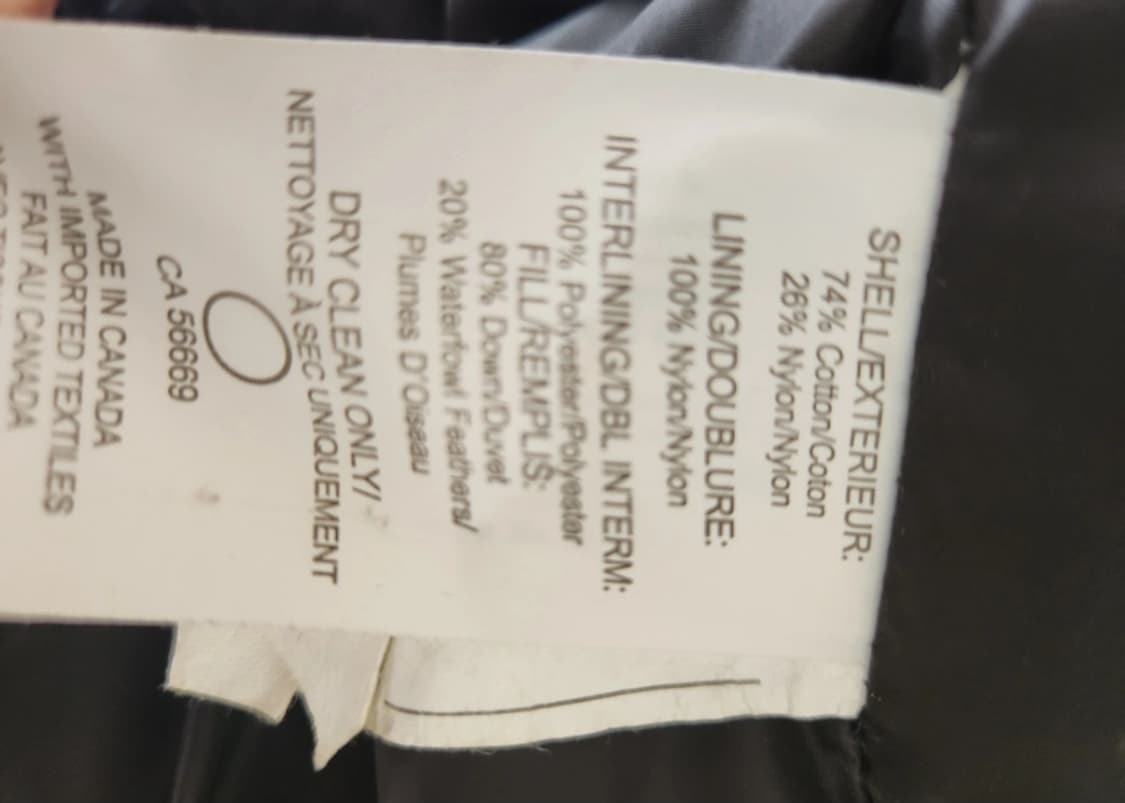 SHELL/EXTERIEUR:
74% Cotton/Coton
26% Nylon/Nylon
LINING/DOUBLURE:
100% Nylon/Nylon
INTERLINING/DBL INTERM:
100% Polyester/Polyester
FILL/REMPLIS:
80% Down/Duvet
20% Waterfowl Feathers/
Plumes D'Oiseau
DRY CLEAN ONLY/
NETTOYAGE À SEC UNIQUEMENT
CA 56669
MADE IN CANADA
WITH IMPORTED TEXTILES
FAIT AU CANADA